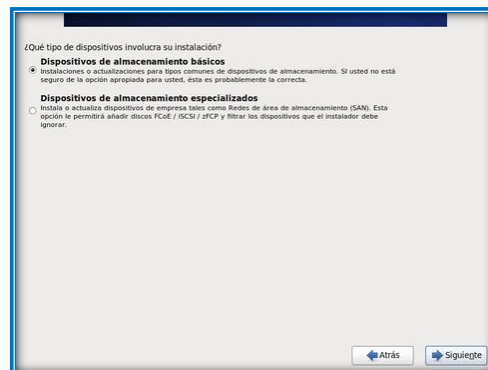 ¿Qué tipo de dispositivos involucra su instalación?
Dispositivos de almacenamiento básicos
Instalaciones o actualizaciones para tipos comunes de dispositivos de almacenamiento. Si usted no está
seguro de la opción apropiada para usted, ésta es probablemente la correcta.
Dispositivos de almacenamiento especializados
Instala o actualiza dispositivos de empresa tales como Redes de área de almacenamiento (SAN). Esta
opción le permitirá añadir discos FCoE / iSCSI / zFCP y filtrar los dispositivos que el instalador debe
ignorar.
Atrás
Siguiente